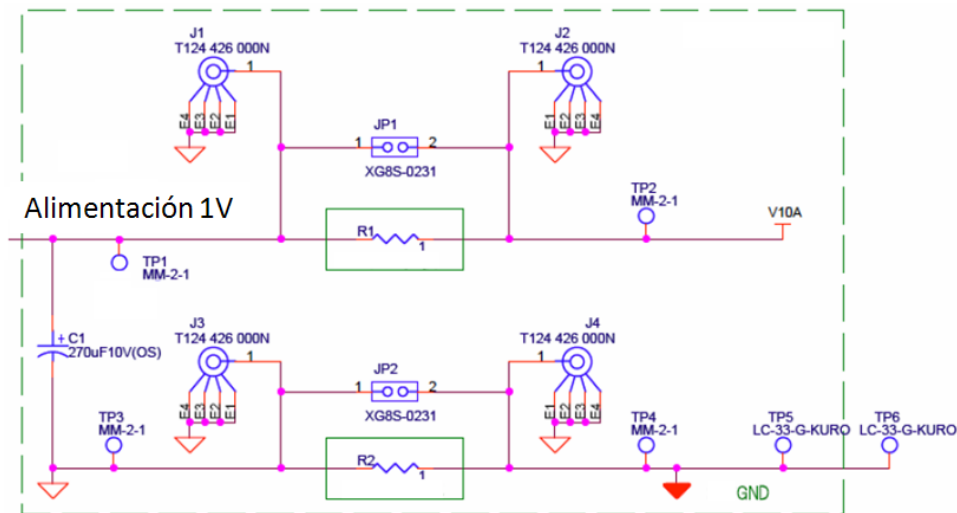 J1
T124 426 000N
1
E4 E3 E2 E1
J2
T124 426 000N
1
E1 E2 E3 E4
JP1
1 2
XG8S-0231
Alimentación 1V
TP1
MM-2-1
R1
1
TP2
MM-2-1
V10A
+ C1
270uF10V(OS)
J3
T124 426 000N
1
E4 E3 E2 E1
J4
T124 426 000N
1
E1 E2 E3 E4
JP2
1 2
XG8S-0231
TP3
MM-2-1
R2
1
TP4
MM-2-1
TP5
LC-33-G-KURO
TP6
LC-33-G-KURO
GND